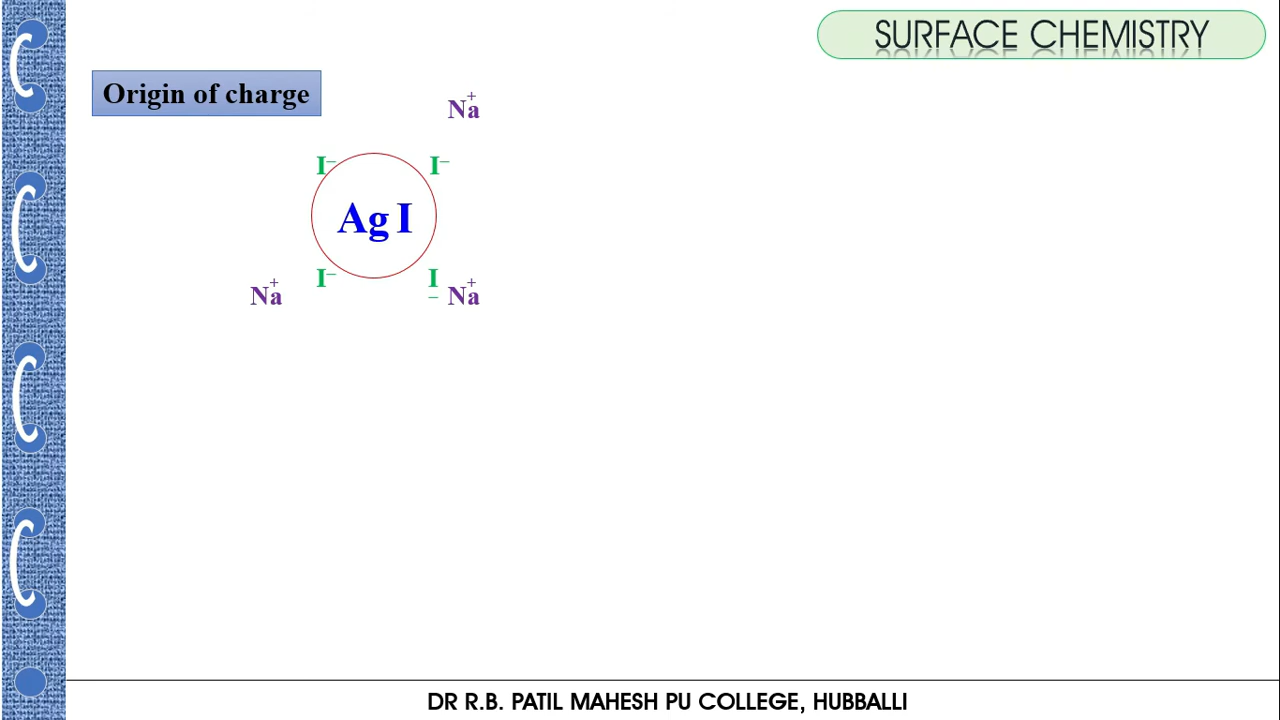 SURFACE CHEMISTRY
Origin of charge
Na+
I– I–
Ag I
I– I–
Na+ Na+
DR R.B. PATIL MAHESH PU COLLEGE, HUBBALLI